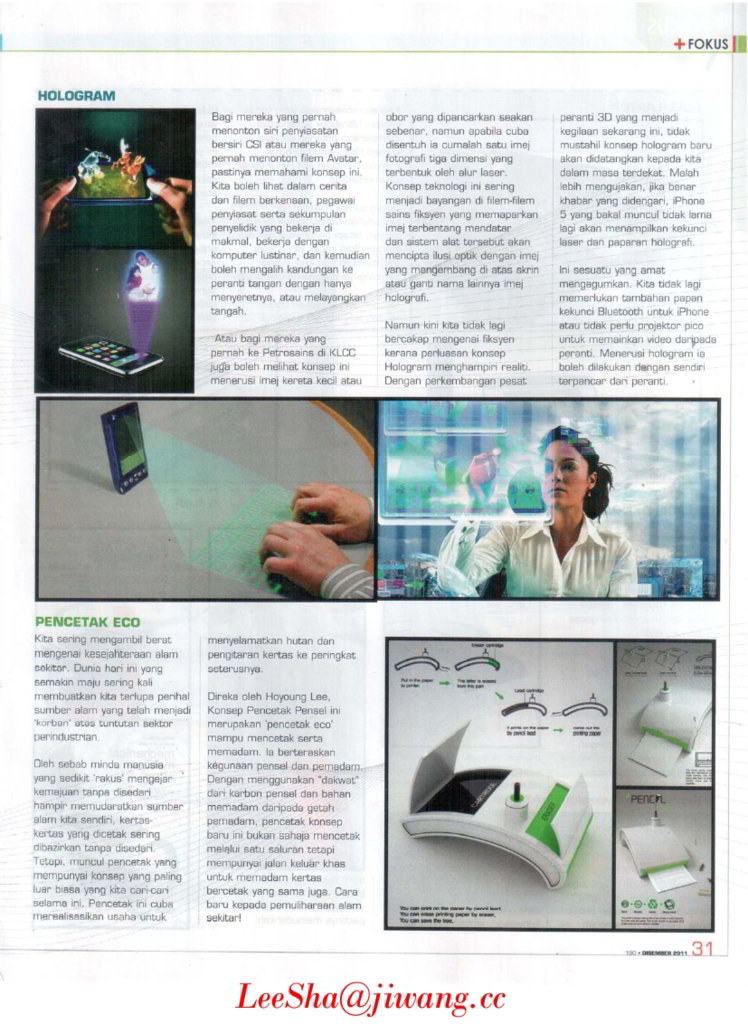 + FOKUS
HOLOGRAM
Bagi mereka yang pernah
menonton siri penyiasatan
bersiri CSI atau mereka yang
pernah menonton filem Avatar,
pastinya memahami konsep ini.
Kita boleh lihat dalam cerita
dan filem berkenaan, pegawai
penyiasat serta sekumpulan
penyelidik yang bekerja di
makmal, bekerja dengan
komputer lustinar, dan kemudian
boleh mengalih kandungan ke
peranti tangan dengan hanya
menyeretnya, atau melayangkan
tangah.
Atau bagi mereka yang
pernah ke Petrosains di KLCC
juga boleh melihat konsep ini
menerusi imej kereta kecil atau
obor yang dipancarkan seakan
sebenar, namun apabila cuba
disentuh ia cumalah satu imej
fotografi tiga dimensi yang
terbentuk oleh alur laser.
Konsep teknologi ini sering
menjadi bayangan di filem-filem
sains fiksyen yang memaparkan
imej terbentang mendatar
dan sistem alat tersebut akan
mencipta ilusi optik dengan imej
yang mengembang di atas skrin
atau ganti nama lainnya imej
holografi.
Namun kini kita tidak lagi
bercakap mengenai fiksyen
kerana perluasan konsep
Hologram menghampiri realiti.
Dengan perkembangan pesat
peranti 3D yang menjadi
kegilaan sekarang ini, tidak
mustahil konsep hologram baru
akan didatangkan kepada kita
dalam masa terdekat. Malah
lebih mengujakan, jika benar
khabar yang didengari, iPhone
5 yang bakal muncul tidak lama
lagi akan menampilkan kekunci
laser dan paparan holografi.
Ini sesuatu yang amat
mengagumkan. Kita tidak lagi
memerlukan tambahan papan
kekunci Bluetooth untuk iPhone
atau tidak perlu projektor pico
untuk memainkan video daripada
peranti. Menerusi hologram ia
boleh dilakukan dengan sendiri
terpancar dari peranti.
PENCETAK ECO
Kita sering mengambil berat
mengenai kesejahteraan alam
sekitar. Dunia hari ini yang
semakin maju sering kali
membuatkan kita terlupa perihal
sumber alam yang telah menjadi
'korban' atas tuntutan sektor
perindustrian.
Oleh sebab minda manusia
yang sedikit 'rakus' mengejar
kemajuan tanpa disedari
hampir memudaratkan sumber
alam kita sendiri, kertas-
kertas yang dicetak sering
dibazirkan tanpa disedari.
Tetapi, muncul pencetak yang
mempunyai konsep yang paling
luar biasa yang kita cari-cari
selama ini. Pencetak ini cuba
merealisasikan usaha untuk
menyelamatkan hutan dan
pengitaran kertas ke peringkat
seterusnya.
Direka oleh Hoyoung Lee,
Konsep Pencetak Pensel ini
merupakan 'pencetak eco'
mampu mencetak serta
memadam. Ia berteraskan
kegunaan pensel dan pemadam.
Dengan menggunakan "dakwat"
dari karbon pensel dan bahan
memadam daripada getah
pemadam, pencetak konsep
baru ini bukan sahaja mencetak
melalui satu saluran tetapi
mempunyai jalan keluar khas
untuk memadam kertas
bercetak yang sama juga. Cara
baru kepada pemuliharaan alam
sekitar!
Eraser cartridge
Put in the paper
to printer.
The letter is erased
from this part
Lead cartridge
It prints on the paper
by pencil lead
come out the
printing paper
ERASER
You can print on the paper by pencil lead.
You can erase printing paper by eraser.
You can save the tree.
PENCIL
190 • DISEMBER 2011 31
LeeSha@jiwang.cc